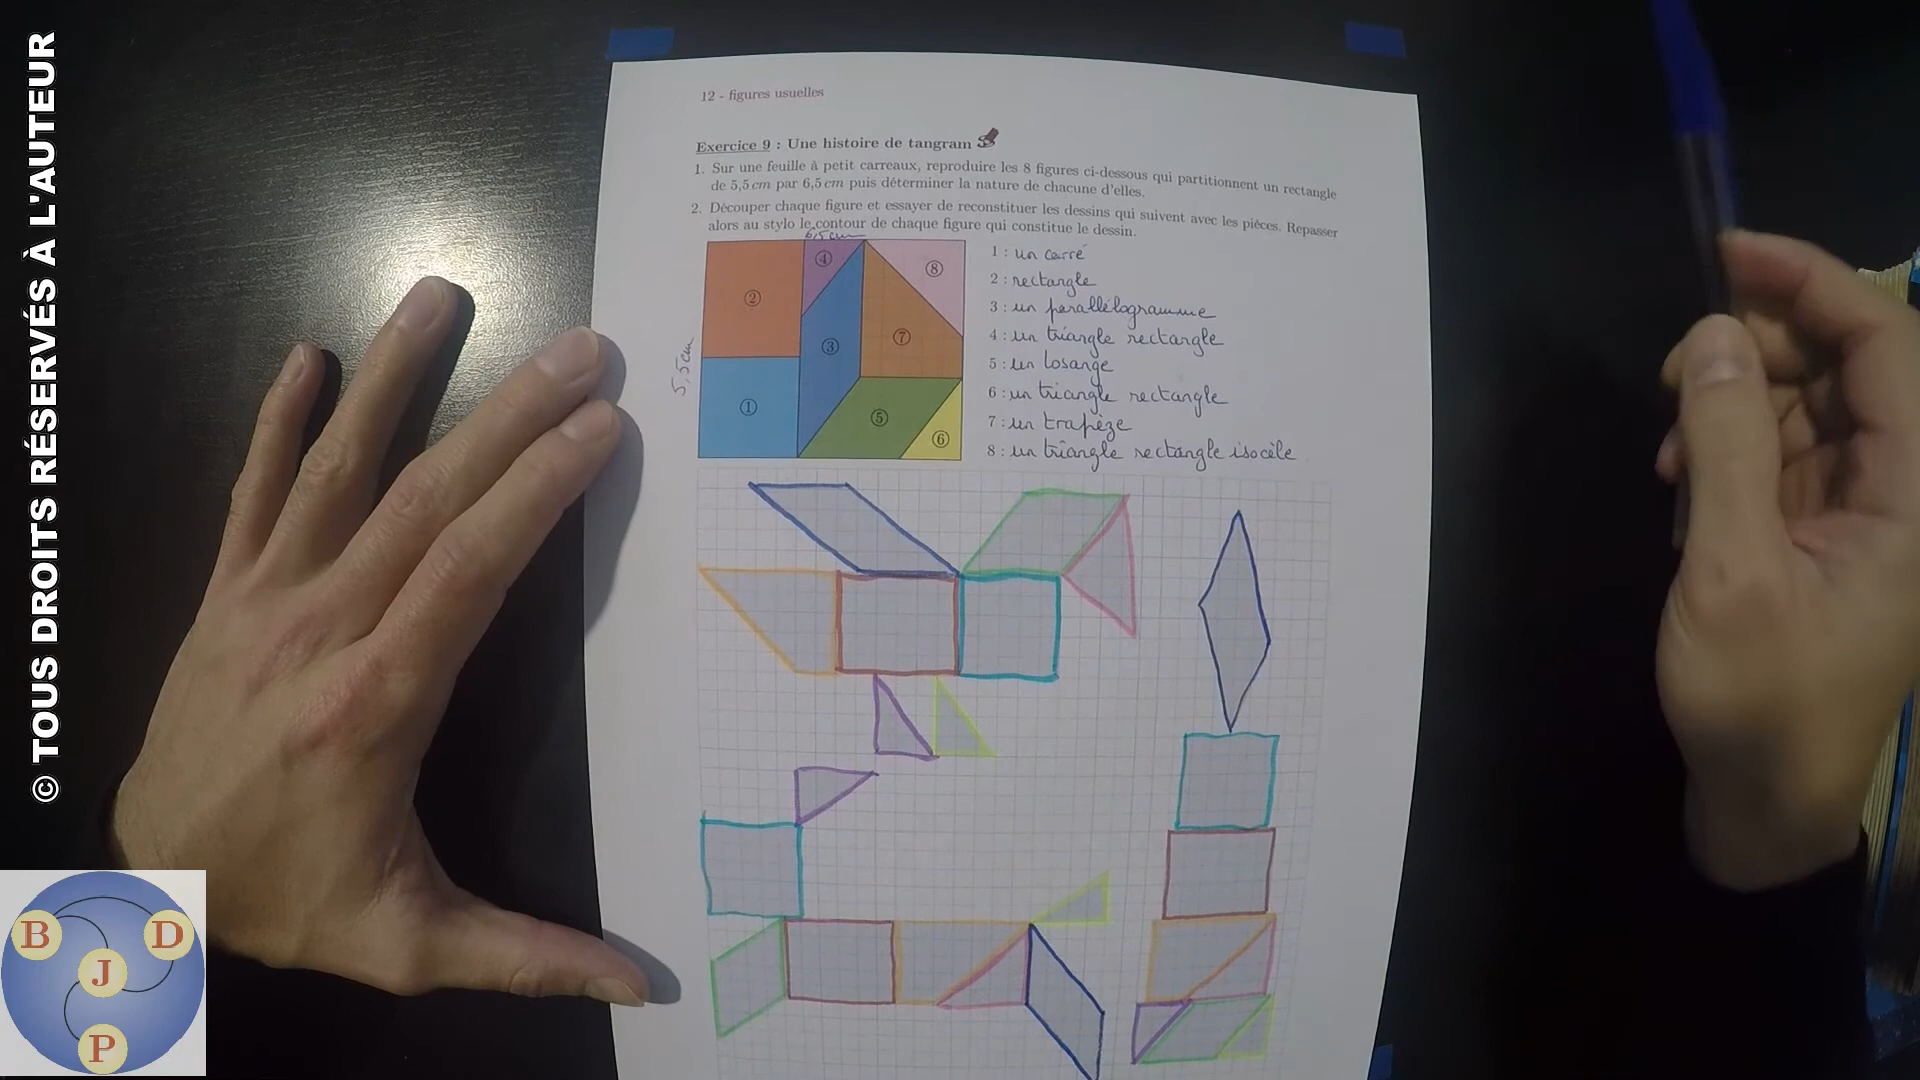 © TOUS DROITS RÉSERVÉS À L'AUTEUR
12 - figures usuelles
Exercice 9 : Une histoire de tangram
1. Sur une feuille à petit carreaux, reproduire les 8 figures ci-dessous qui partitionnent un rectangle
de 5,5 cm par 6,5 cm puis déterminer la nature de chacune d'elles.
2. Découper chaque figure et essayer de reconstituer les dessins qui suivent avec les pièces. Repasser
alors au stylo le contour de chaque figure qui constitue le dessin.
6,5cm
5,5cm
④
⑧
②
⑦
③
①
⑤
⑥
1 : un carré
2 : rectangle
3 : un parallélogramme
4 : un triangle rectangle
5 : un losange
6 : un triangle rectangle
7 : un trapèze
8 : un triangle rectangle isocèle
B
D
J
P